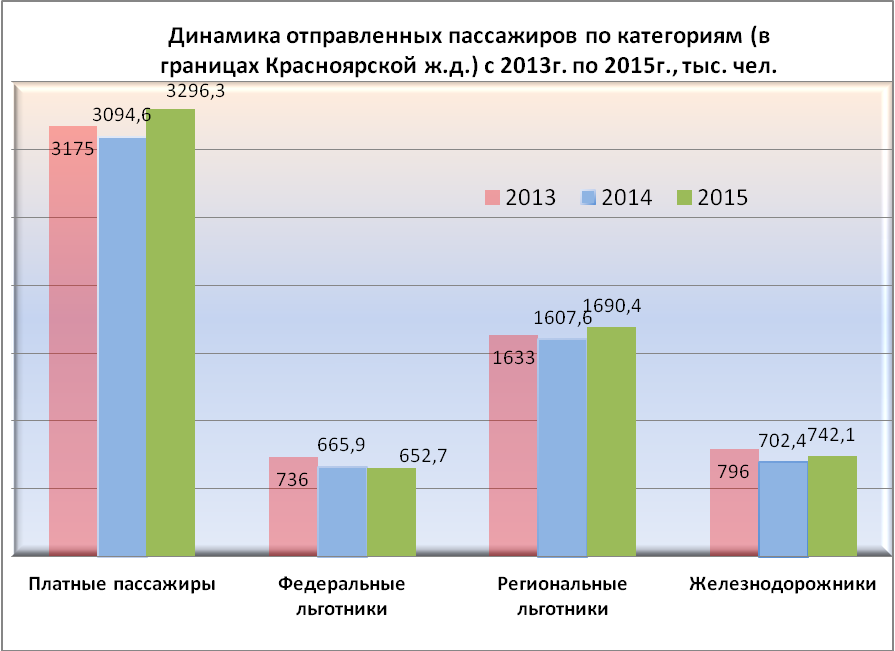 Динамика отправленных пассажиров по категориям (в
границах Красноярской ж.д.) с 2013г. по 2015г., тыс. чел.
3296,3
3094,6
3175
2013 2014 2015
1690,4
1607,6
1633
665,9
652,7
736
702,4
742,1
796
Платные пассажиры
Федеральные
льготники
Региональные
льготники
Железнодорожники